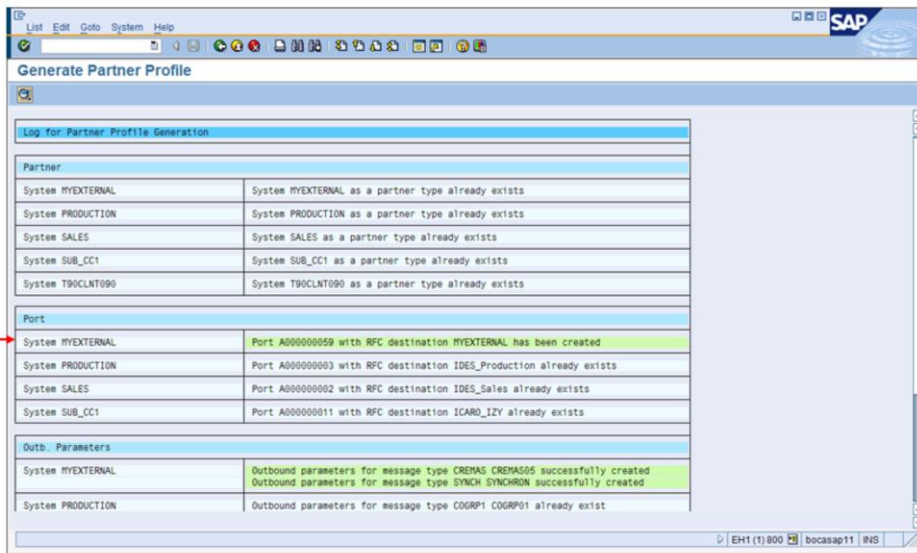 List Edit Goto System Help
SAP
Generate Partner Profile
Log for Partner Profile Generation
Partner
System MYEXTERNAL System MYEXTERNAL as a partner type already exists
System PRODUCTION System PRODUCTION as a partner type already exists
System SALES System SALES as a partner type already exists
System SUB_CC1 System SUB_CC1 as a partner type already exists
System T90CLNT090 System T90CLNT090 as a partner type already exists
Port
System MYEXTERNAL Port A000000059 with RFC destination MYEXTERNAL has been created
System PRODUCTION Port A000000003 with RFC destination IDES_Production already exists
System SALES Port A000000002 with RFC destination IDES_Sales already exists
System SUB_CC1 Port A000000011 with RFC destination ICARO_IZY already exists
Outb. Parameters
System MYEXTERNAL Outbound parameters for message type CREMAS CREMAS05 successfully created
Outbound parameters for message type SYNCH SYNCHRON successfully created
System PRODUCTION Outbound parameters for message type COGRP1 COGRP01 already exist
EH1 (1) 800 bocasap11 INS